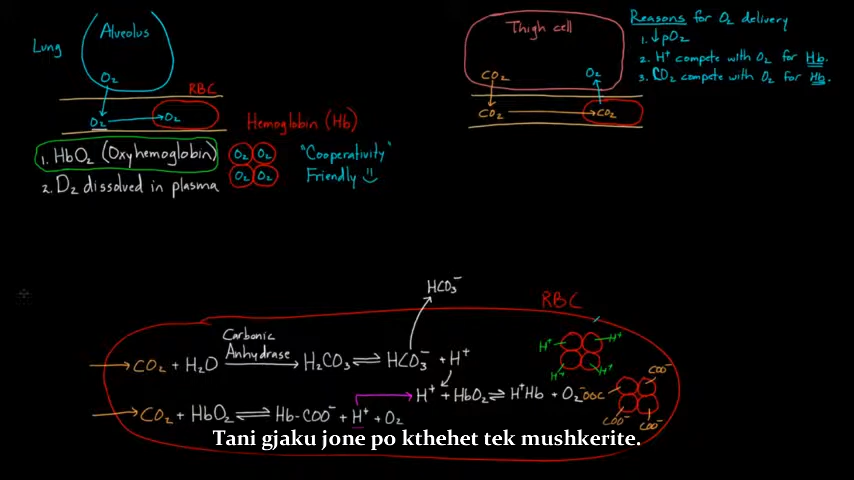 Lung
Alveolus
O₂
O₂
O₂
RBC
Hemoglobin (Hb)
1. HbO₂ (Oxyhemoglobin)
2. O₂ dissolved in plasma
O₂ O₂
O₂ O₂
"Cooperativity"
Friendly
Thigh cell
CO₂
O₂
CO₂
CO₂
Reasons for O₂ delivery
1. ↓pO₂
2. H⁺ compete with O₂ for Hb.
3. CO₂ compete with O₂ for Hb.
HCO₃⁻
RBC
CO₂ + H₂O
Carbonic
Anhydrase
H₂CO₃ ⇌ HCO₃⁻ + H⁺
H⁺ H⁺
H⁺ H⁺
H⁺ + HbO₂ ⇌ H⁺Hb + O₂
CO₂ + HbO₂ ⇌ Hb-COO⁻ + H⁺ + O₂
COO⁻
⁻OOC
COO⁻ COO⁻
Tani gjaku jone po kthehet tek mushkerite.